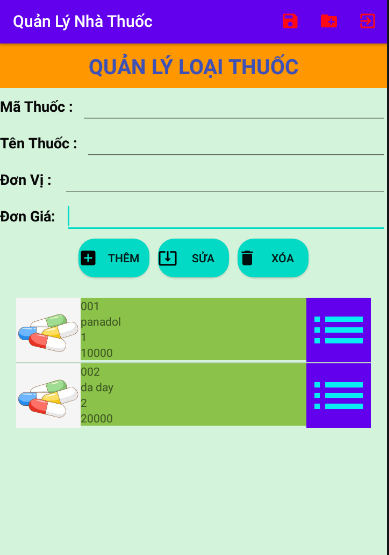 Quản Lý Nhà Thuốc
QUẢN LÝ LOẠI THUỐC
Mã Thuốc :
Tên Thuốc :
Đơn Vị :
Đơn Giá:
THÊM SỬA XÓA
001
panadol
1
10000
002
da day
2
20000